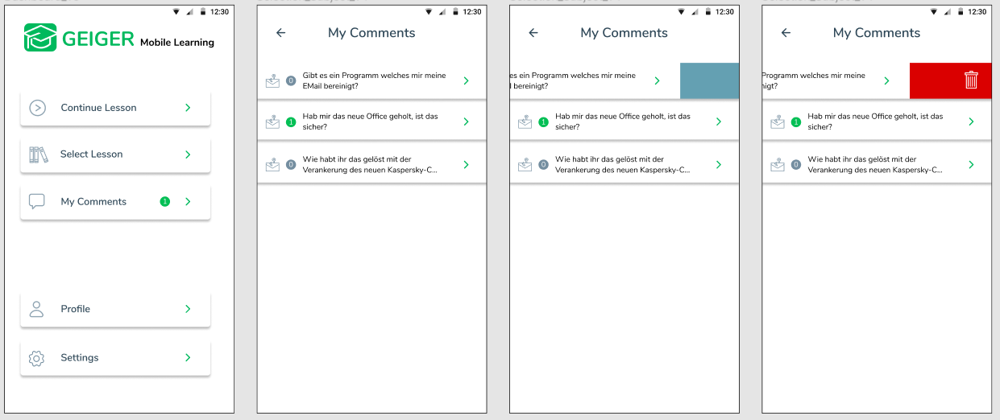 12:30
GEIGER Mobile Learning
Continue Lesson
Select Lesson
My Comments 1
Profile
Settings
12:30
My Comments
0 Gibt es ein Programm welches mir meine
EMail bereinigt?
1 Hab mir das neue Office geholt, ist das
sicher?
0 Wie habt ihr das gelöst mit der
Verankerung des neuen Kaspersky-C...
12:30
My Comments
es ein Programm welches mir meine
l bereinigt?
1 Hab mir das neue Office geholt, ist das
sicher?
0 Wie habt ihr das gelöst mit der
Verankerung des neuen Kaspersky-C...
12:30
My Comments
Programm welches mir meine
nigt?
1 Hab mir das neue Office geholt, ist das
sicher?
0 Wie habt ihr das gelöst mit der
Verankerung des neuen Kaspersky-C...